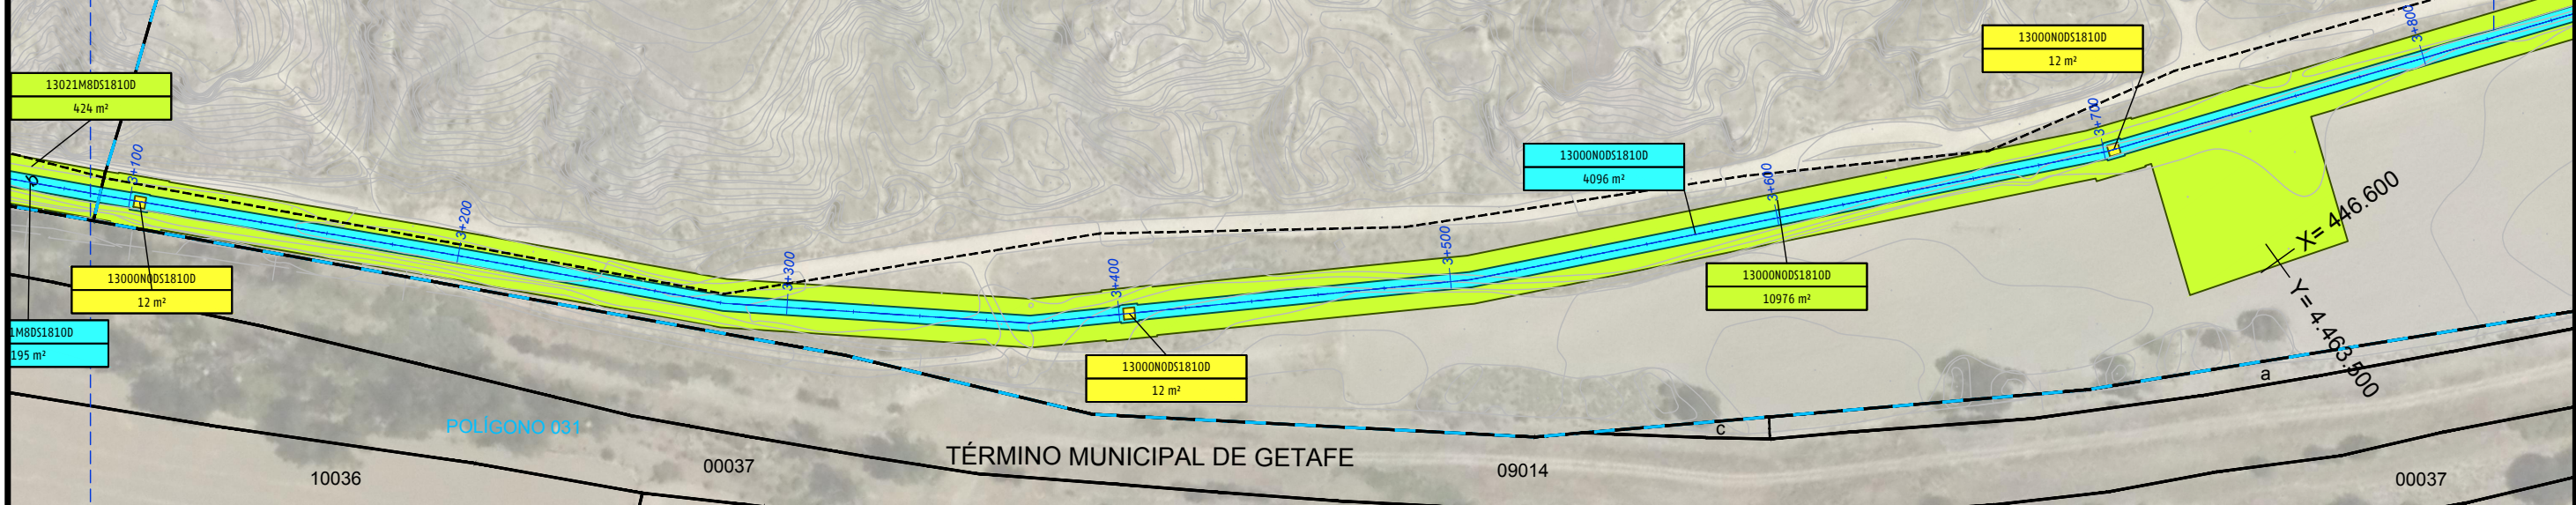 3+800
13000N0DS1810D
12 m²
13021M8DS1810D
424 m²
3+700
3+100
13000N0DS1810D
4096 m²
3+600
b
3+200
3+500
X= 446.600
3+300
3+400
13000N0DS1810D
10976 m²
13000N0DS1810D
12 m²
Y= 4.463.500
1M8DS1810D
195 m²
13000N0DS1810D
12 m²
a
POLÍGONO 031
c
TÉRMINO MUNICIPAL DE GETAFE
00037
09014
10036
00037